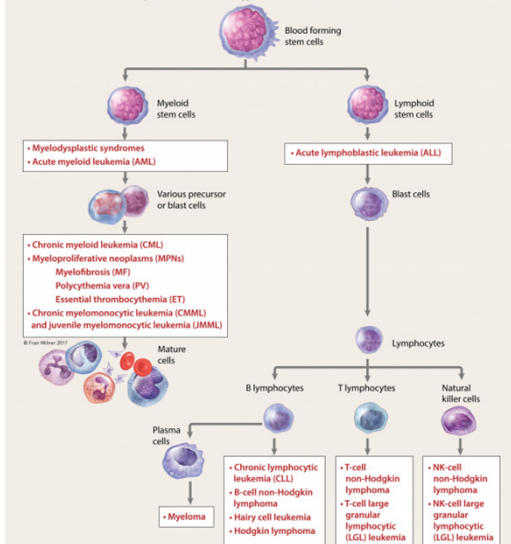 Blood forming
stem cells
Myeloid
stem cells
Lymphoid
stem cells
• Myelodysplastic syndromes
• Acute myeloid leukemia (AML)
• Acute lymphoblastic leukemia (ALL)
Various precursor
or blast cells
Blast cells
• Chronic myeloid leukemia (CML)
• Myeloproliferative neoplasms (MPNs)
Myelofibrosis (MF)
Polycythemia vera (PV)
Essential thrombocythemia (ET)
• Chronic myelomonocytic leukemia (CMML)
and juvenile myelomonocytic leukemia (JMML)
© Fran Milner 2017
Mature
cells
Lymphocytes
B lymphocytes
T lymphocytes
Natural
killer cells
Plasma
cells
• Myeloma
• Chronic lymphocytic
leukemia (CLL)
• B-cell non-Hodgkin
lymphoma
• Hairy cell leukemia
• Hodgkin lymphoma
• T-cell
non-Hodgkin
lymphoma
• T-cell large
granular
lymphocytic
(LGL) leukemia
• NK-cell
non-Hodgkin
lymphoma
• NK-cell large
granular
lymphocytic
(LGL) leukemia